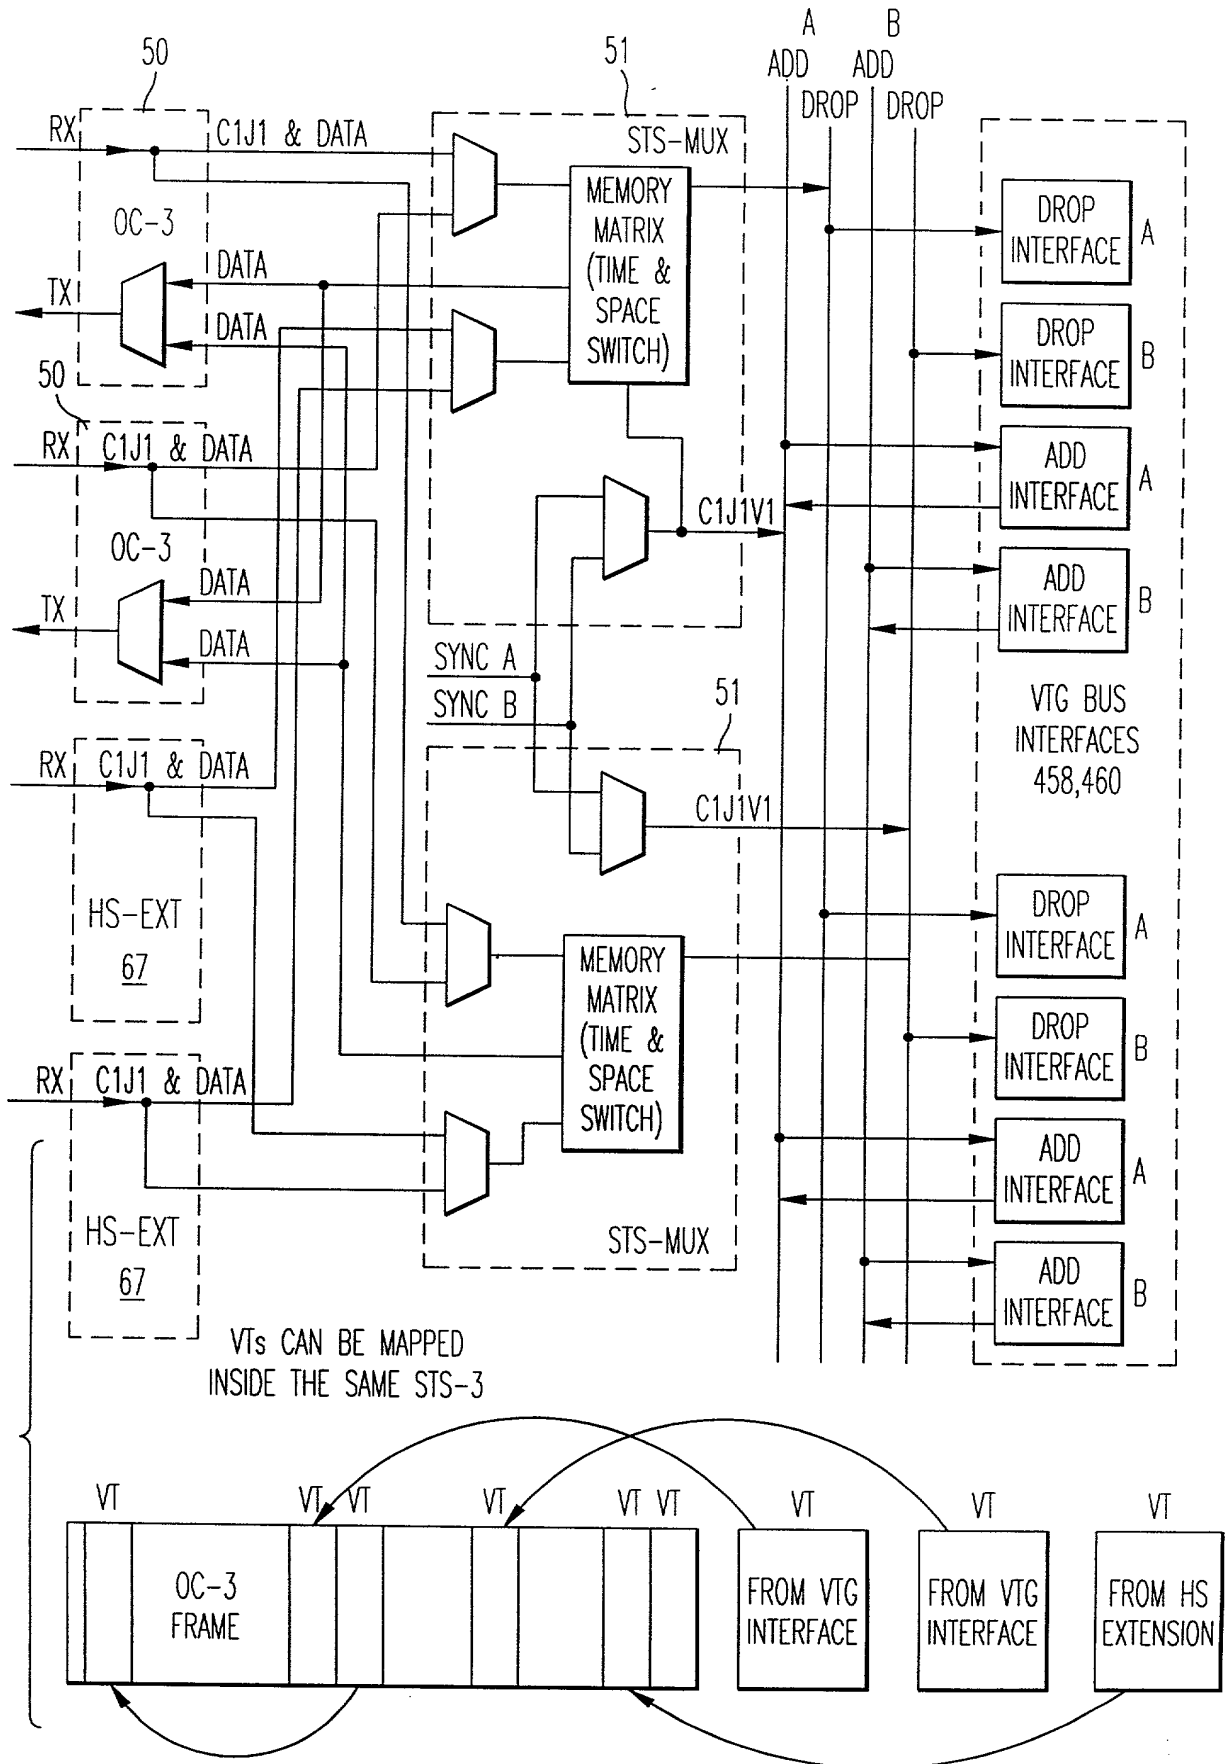 50
51
A
B
ADD
ADD
DROP
DROP
RX
C1J1 & DATA
STS-MUX
MEMORY
MATRIX
(TIME &
SPACE
SWITCH)
OC-3
DATA
TX
DATA
DROP
INTERFACE
A
DROP
INTERFACE
B
50
RX
C1J1 & DATA
ADD
INTERFACE
A
C1J1V1
OC-3
DATA
TX
DATA
ADD
INTERFACE
B
SYNC A
SYNC B
51
VTG BUS
INTERFACES
458,460
RX
C1J1 & DATA
C1J1V1
HS-EXT
67
MEMORY
MATRIX
(TIME &
SPACE
SWITCH)
DROP
INTERFACE
A
DROP
INTERFACE
B
RX
C1J1 & DATA
ADD
INTERFACE
A
HS-EXT
67
STS-MUX
ADD
INTERFACE
B
VTs CAN BE MAPPED
INSIDE THE SAME STS-3
VT
VT
VT
VT
VT
VT
VT
VT
VT
OC-3
FRAME
FROM VTG
INTERFACE
FROM VTG
INTERFACE
FROM HS
EXTENSION